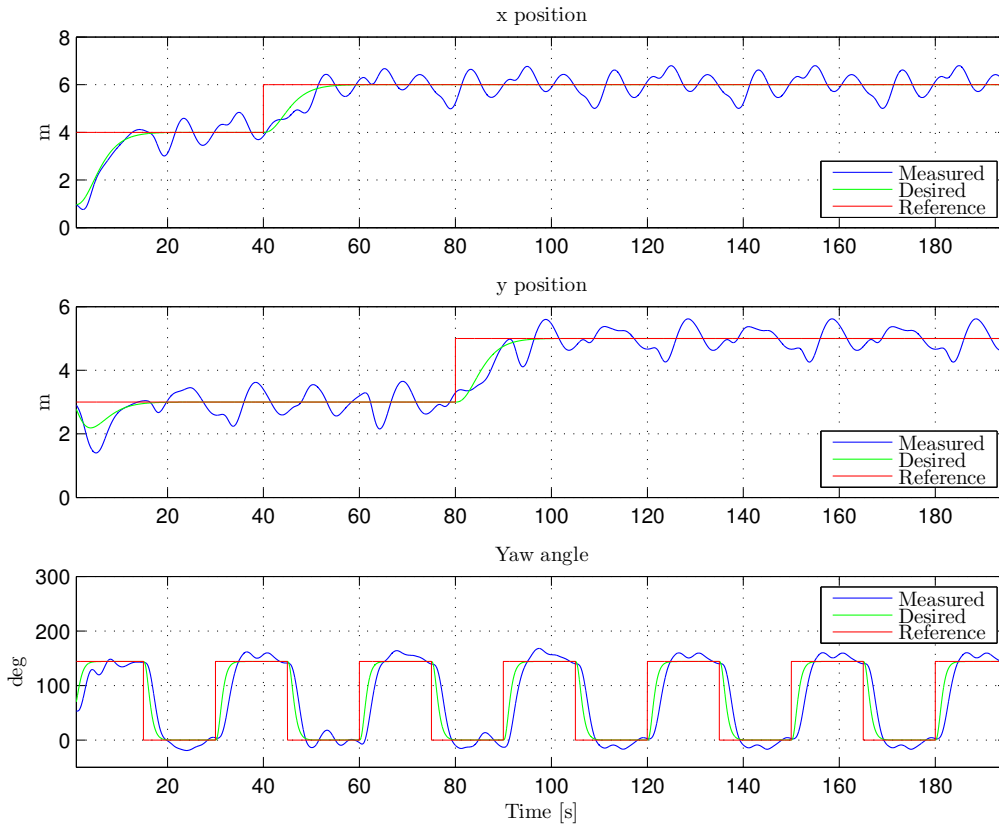 x position
8
6
4
2
0
m
Measured
Desired
Reference
20 40 60 80 100 120 140 160 180
y position
6
4
2
0
m
Measured
Desired
Reference
20 40 60 80 100 120 140 160 180
Yaw angle
300
200
100
0
deg
Measured
Desired
Reference
20 40 60 80 100 120 140 160 180
Time [s]